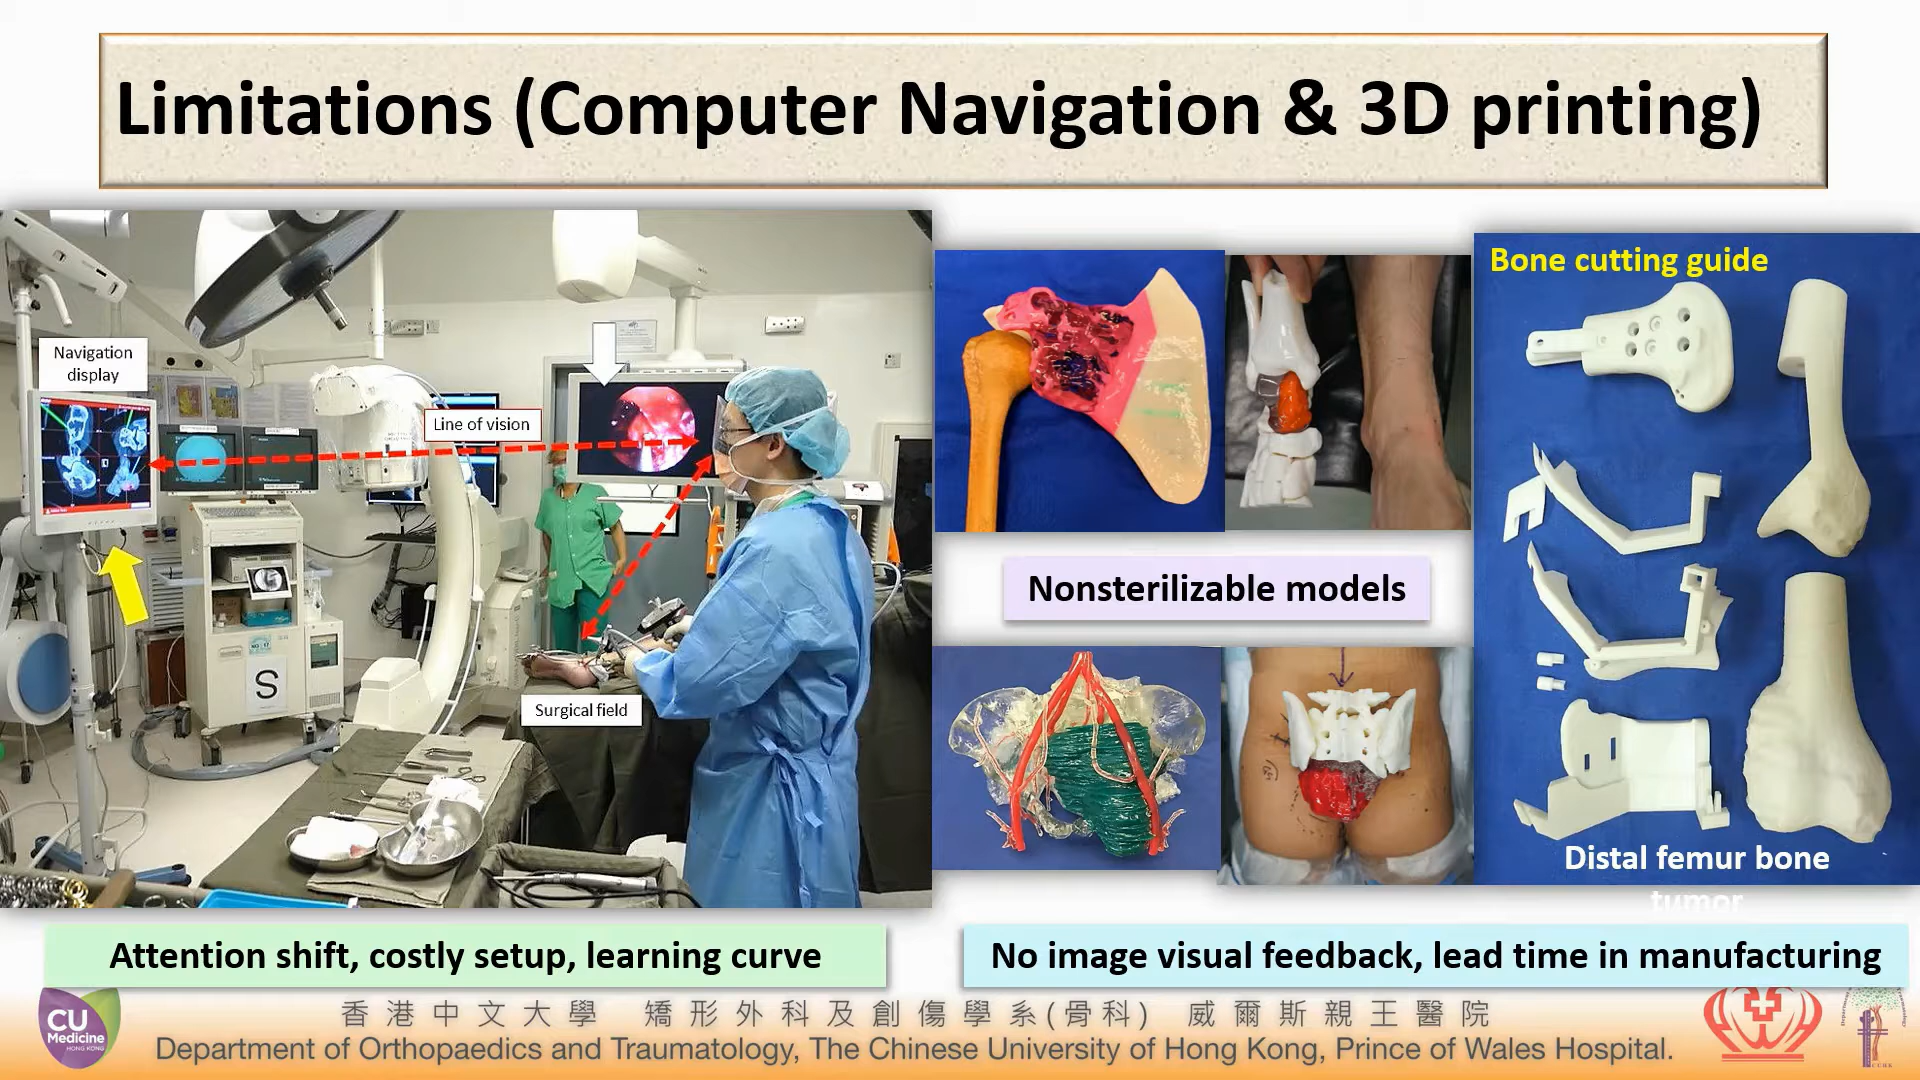 Limitations (Computer Navigation & 3D printing)
Navigation
display
Line of vision
S
Surgical field
Nonsterilizable models
Bone cutting guide
Distal femur bone
tumor
Attention shift, costly setup, learning curve
No image visual feedback, lead time in manufacturing
CU
Medicine
HONG KONG
香港中文大學 矯形外科及創傷學系(骨科) 威爾斯親王醫院
Department of Orthopaedics and Traumatology, The Chinese University of Hong Kong, Prince of Wales Hospital.